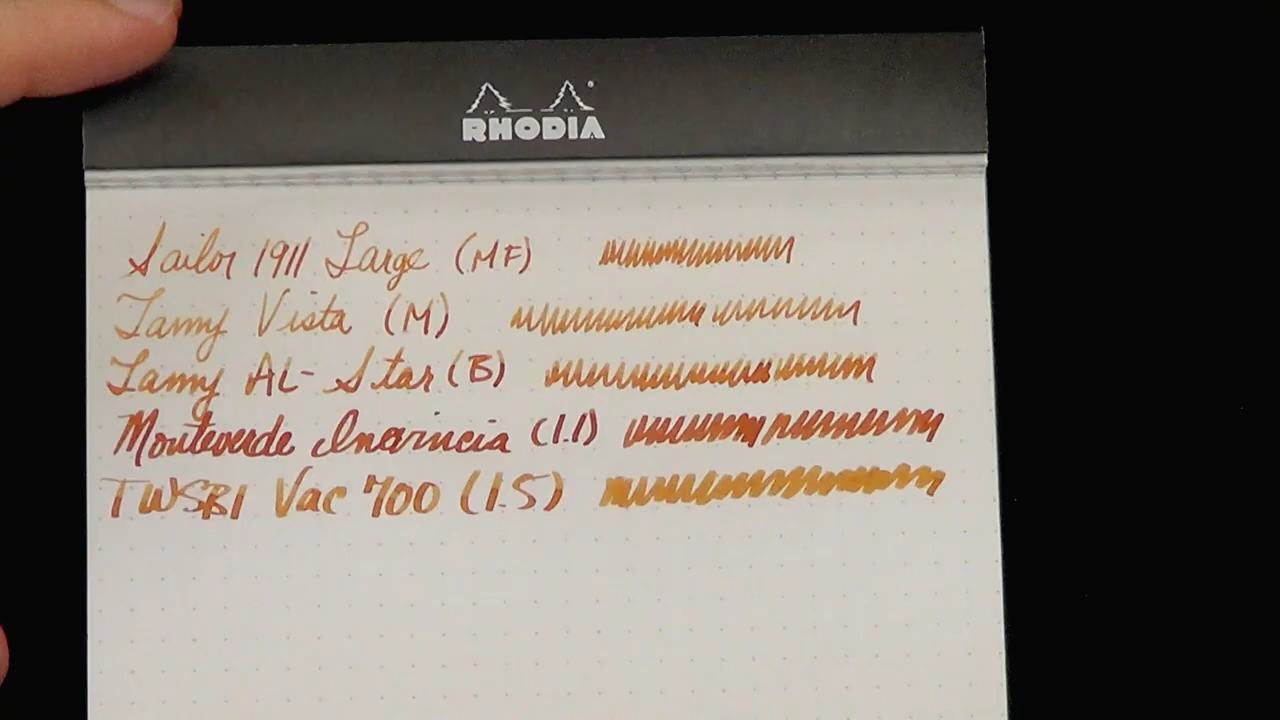 RHODIA
Sailor 1911 Large (MF)
Lamy Vista (M)
Lamy AL-Star (B)
Monteverde Invincia (1.1)
TWSBI Vac 700 (1.5)